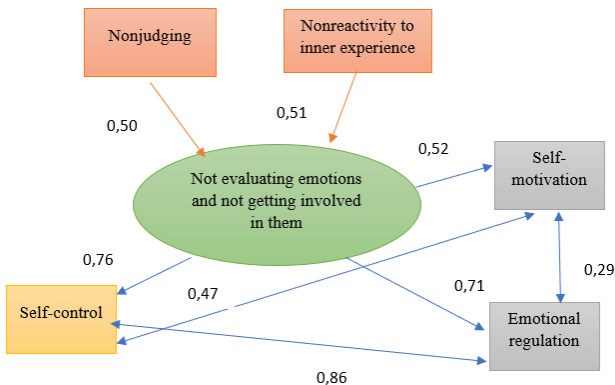 Nonjudging
Nonreactivity to
inner experience
0,50
0,51
0,52
Not evaluating emotions
and not getting involved
in them
Self-
motivation
0,76
0,47
0,71
0,29
Self-control
Emotional
regulation
0,86